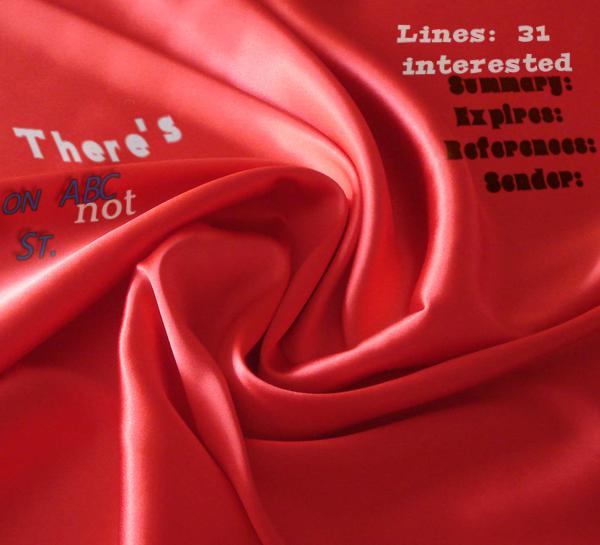 Lines: 31
interested
Summary:
Expires:
References:
Sender:
There's
not
ON ABC
ST.